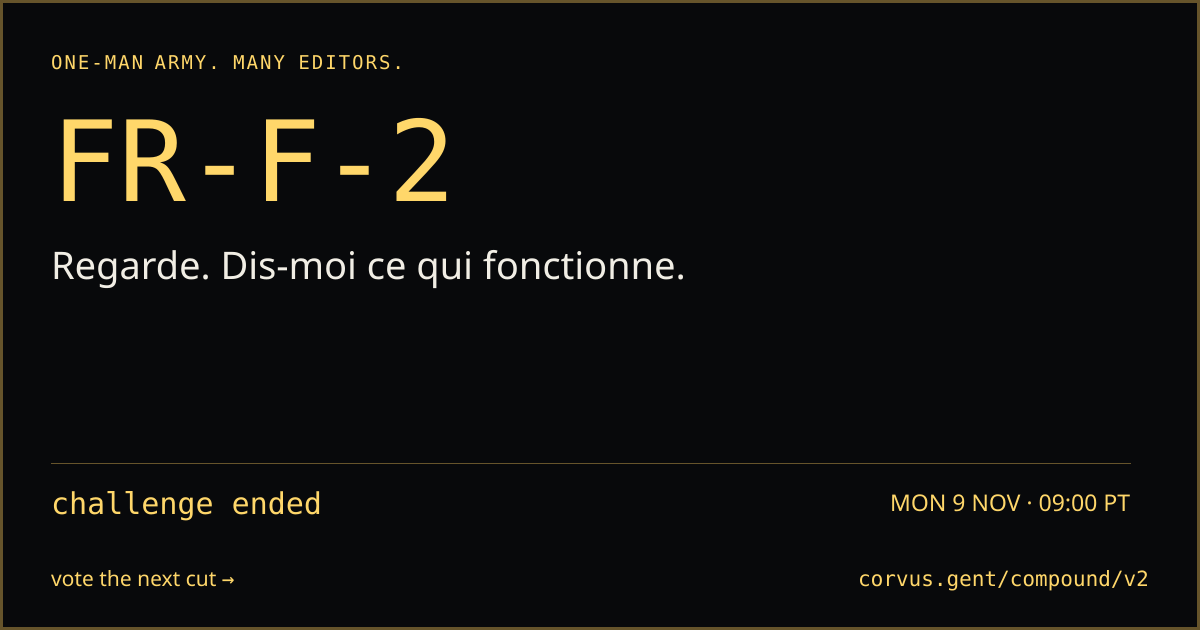 ONE-MAN ARMY. MANY EDITORS.
FR-F-2
Regarde. Dis-moi ce qui fonctionne.
challenge ended
MON 9 NOV · 09:00 PT
vote the next cut →
corvus.gent/compound/v2